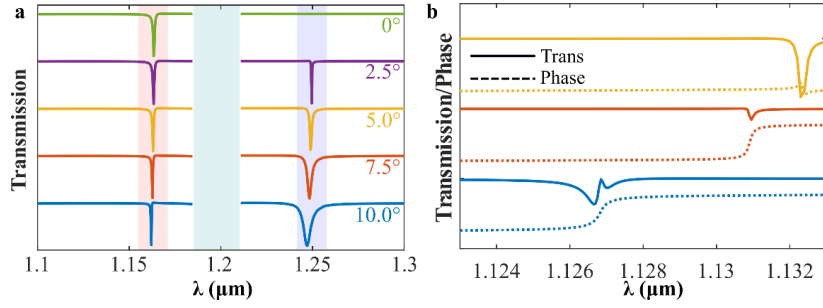 a
Transmission
0°
2.5°
5.0°
7.5°
10.0°
1.1 1.15 1.2 1.25 1.3
λ (μm)
b
Transmission/Phase
Trans
Phase
1.124 1.126 1.128 1.13 1.132
λ (μm)